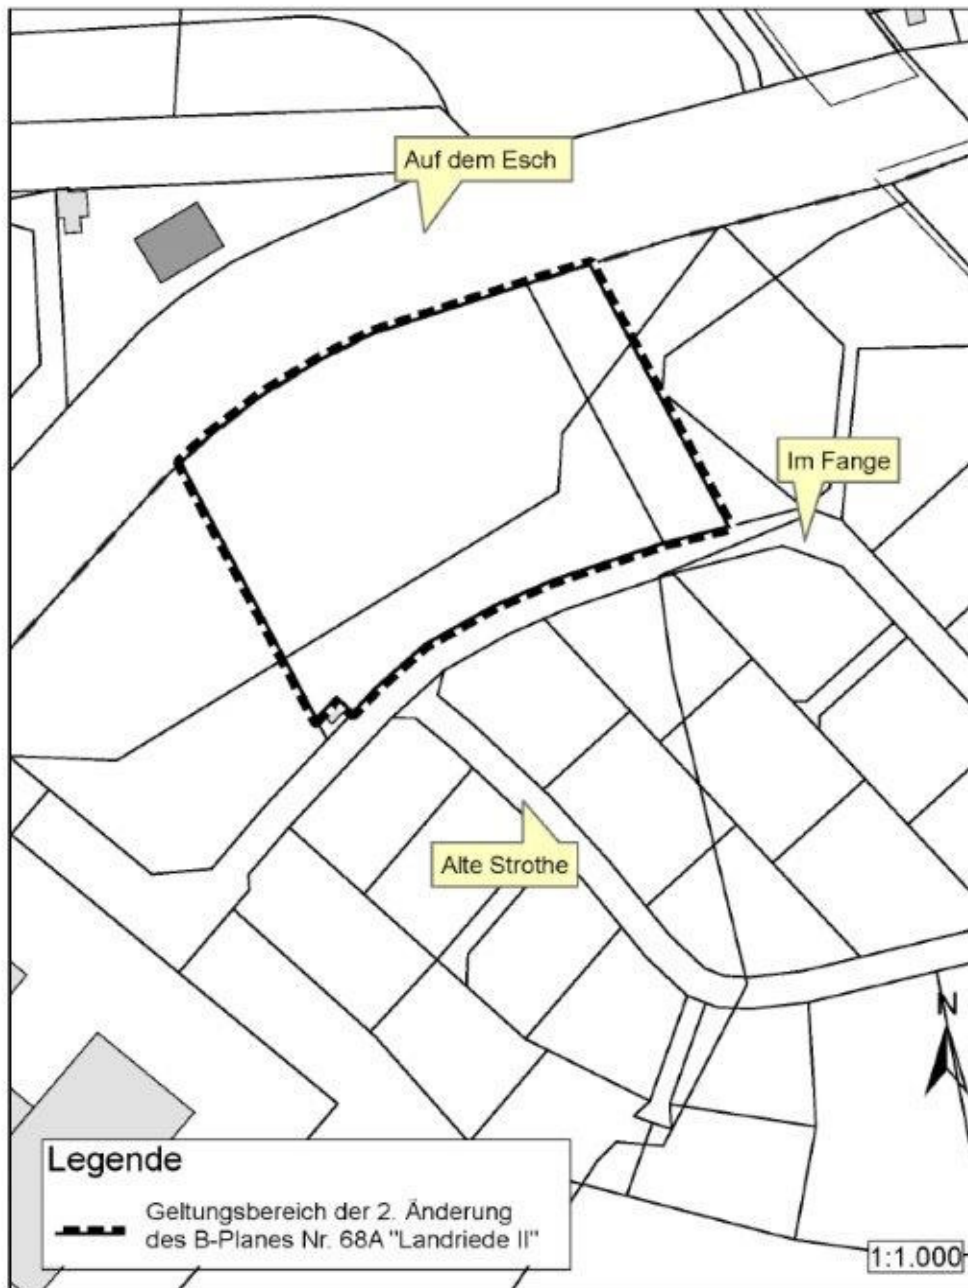 Auf dem Esch
Im Fange
Alte Strothe
N
Legende
Geltungsbereich der 2. Änderung
des B-Planes Nr. 68A "Landriede II"
1:1.000